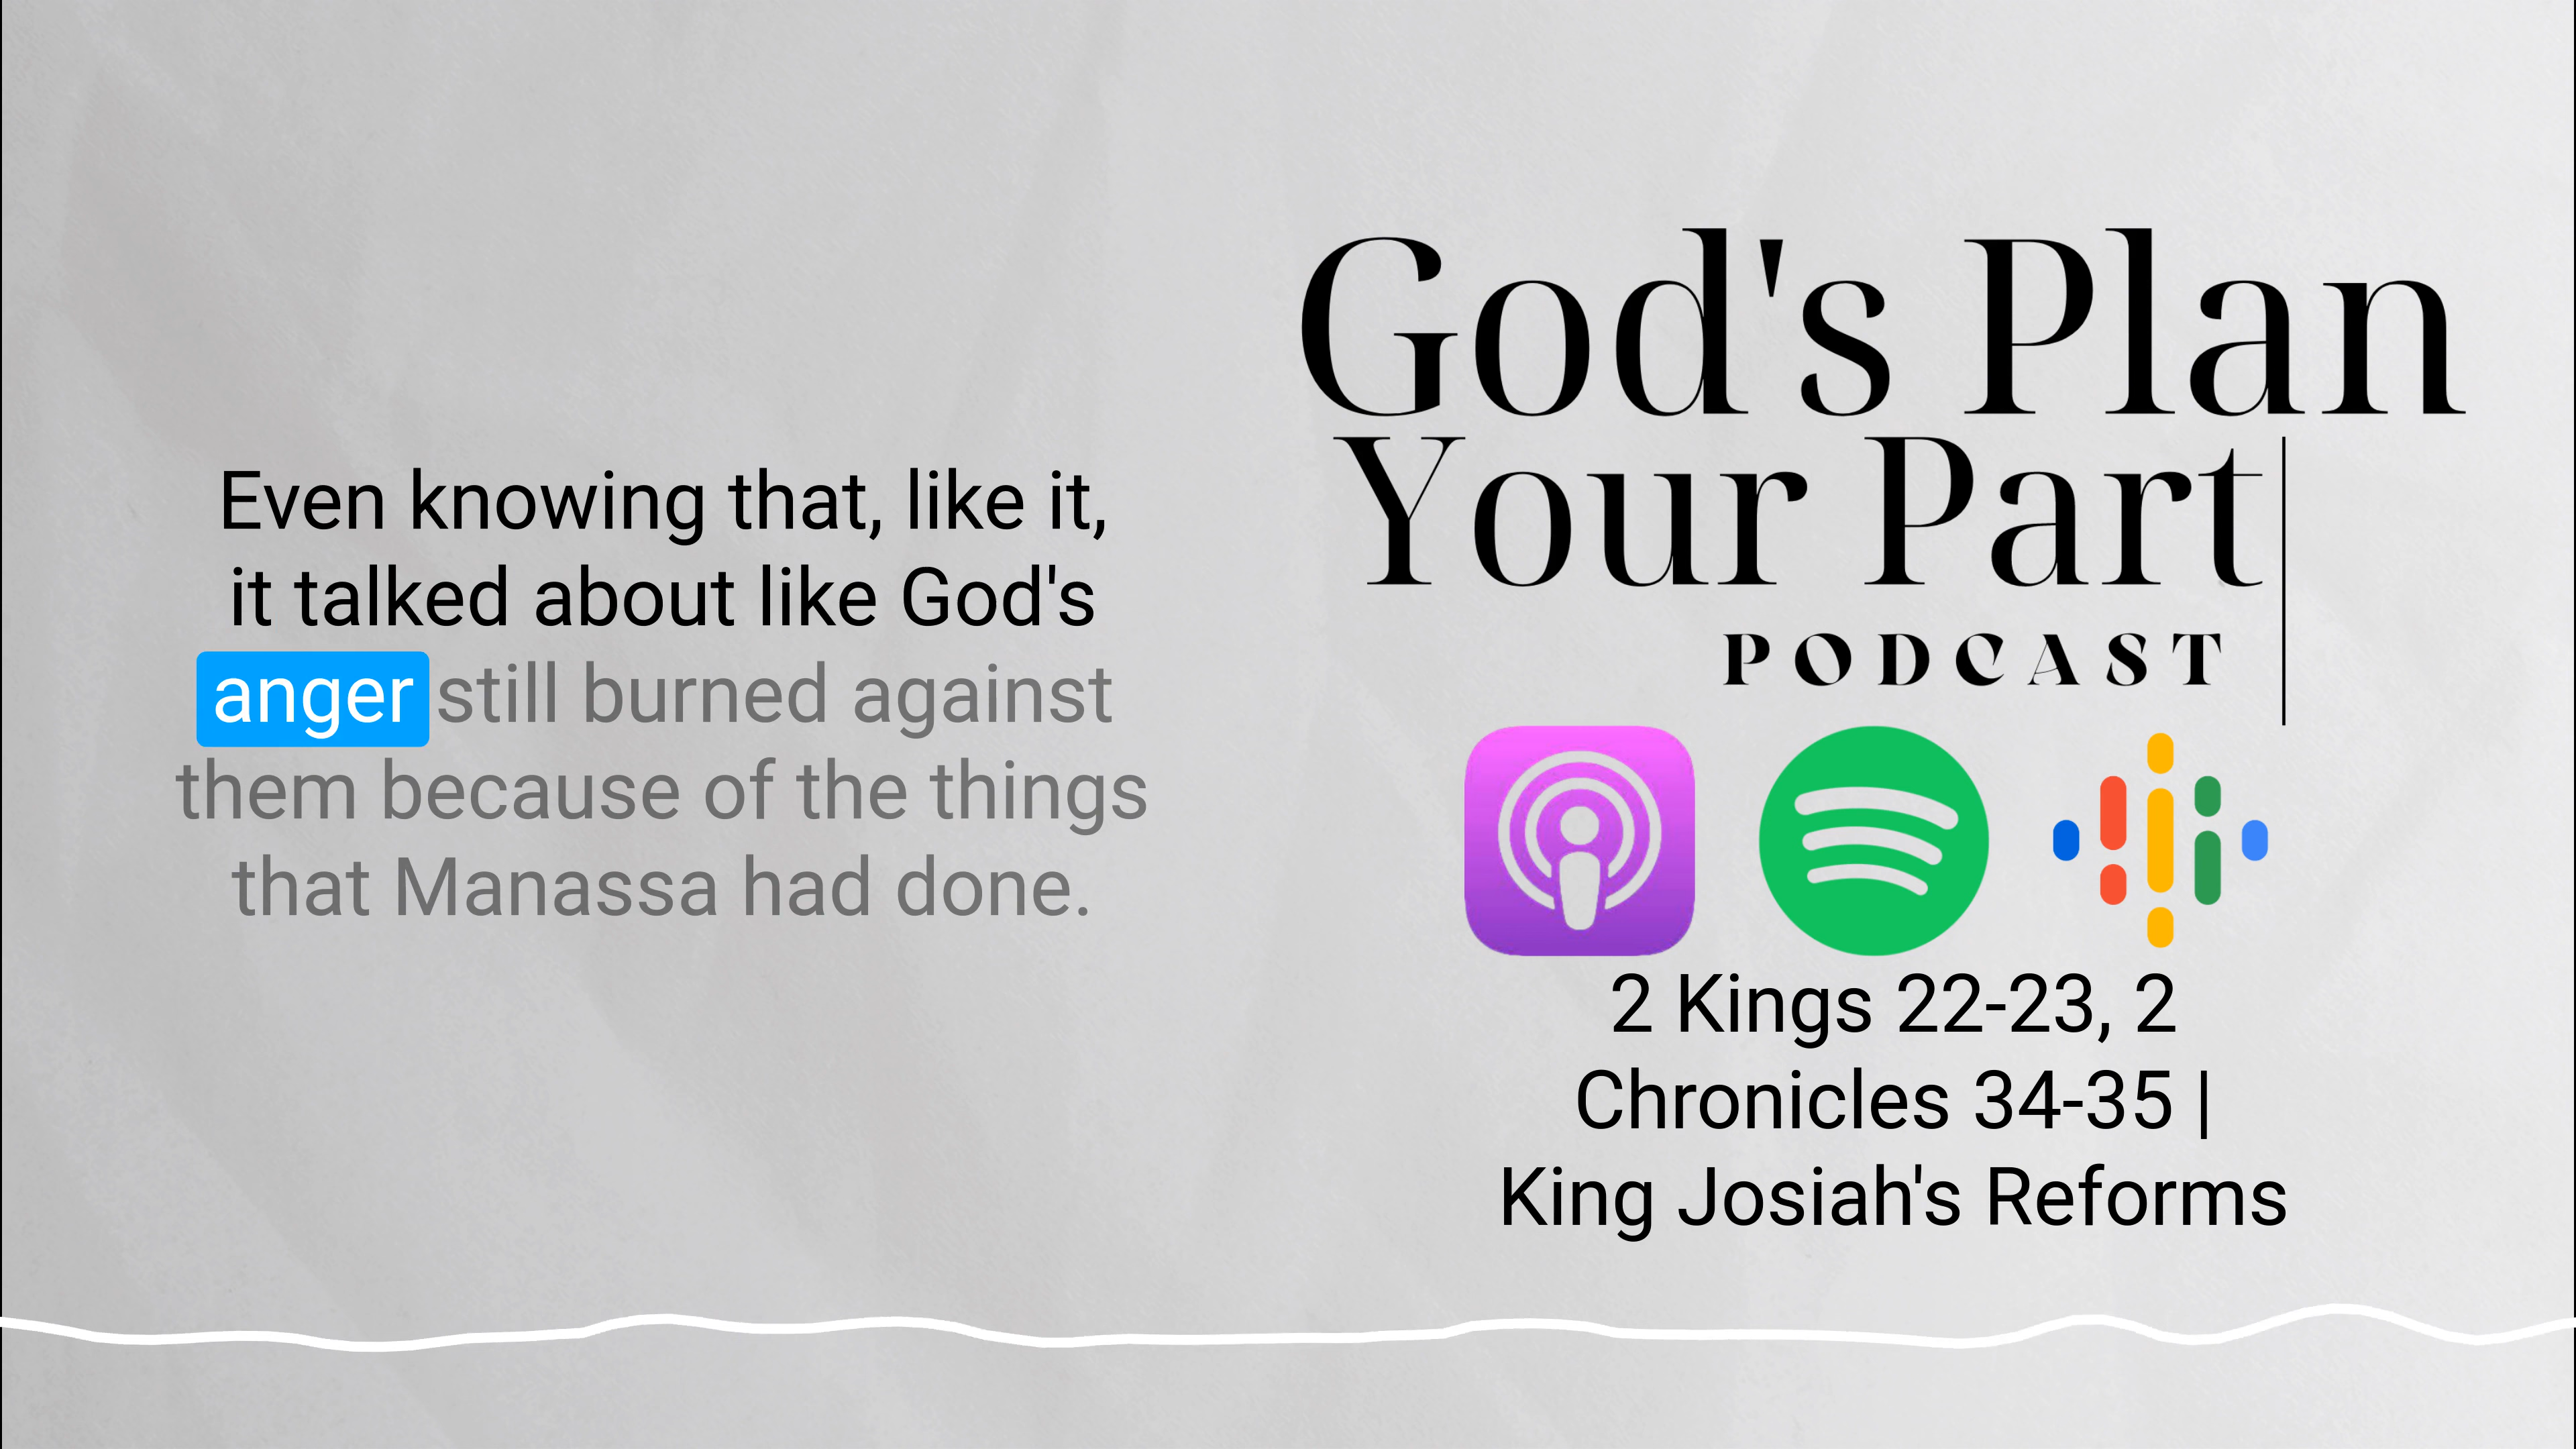 Even knowing that, like it,
it talked about like God's
anger still burned against
them because of the things
that Manassa had done.
God's Plan
Your Part
PODCAST
2 Kings 22-23, 2
Chronicles 34-35 |
King Josiah's Reforms